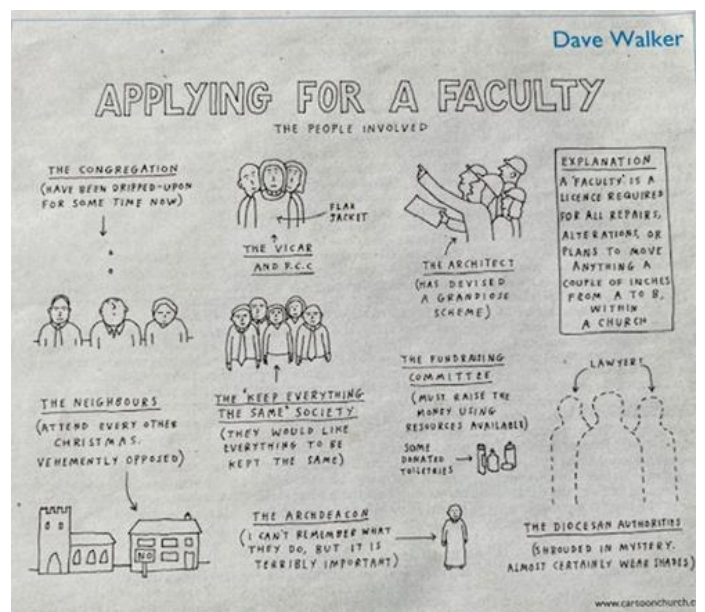 Dave Walker
APPLYING FOR A FACULTY
THE PEOPLE INVOLVED
THE CONGREGATION
(HAVE BEEN DRIPPED-UPON
FOR SOME TIME NOW)
FLAK
JACKET
THE VICAR
AND P.C.C
THE ARCHITECT
(HAS DEVISED
A GRANDIOSE
SCHEME)
EXPLANATION
A 'FACULTY' IS A
LICENCE REQUIRED
FOR ALL REPAIRS,
ALTERATIONS, OR
PLANS TO MOVE
ANYTHING A
COUPLE OF INCHES
FROM A TO B,
WITHIN
A CHURCH
THE NEIGHBOURS
(ATTEND EVERY OTHER
CHRISTMAS.
VEHEMENTLY OPPOSED)
NO
THE 'KEEP EVERYTHING
THE SAME' SOCIETY
(THEY WOULD LIKE
EVERYTHING TO BE
KEPT THE SAME)
THE FUNDRAISING
COMMITTEE
(MUST RAISE THE
MONEY USING
RESOURCES AVAILABLE)
SOME
DONATED
TOILETRIES
LAWYERS
THE ARCHDEACON
(I CAN'T REMEMBER WHAT
THEY DO, BUT IT IS
TERRIBLY IMPORTANT)
THE DIOCESAN AUTHORITIES
(SHROUDED IN MYSTERY.
ALMOST CERTAINLY WEAR SHADES)
www.cartoonchurch.c